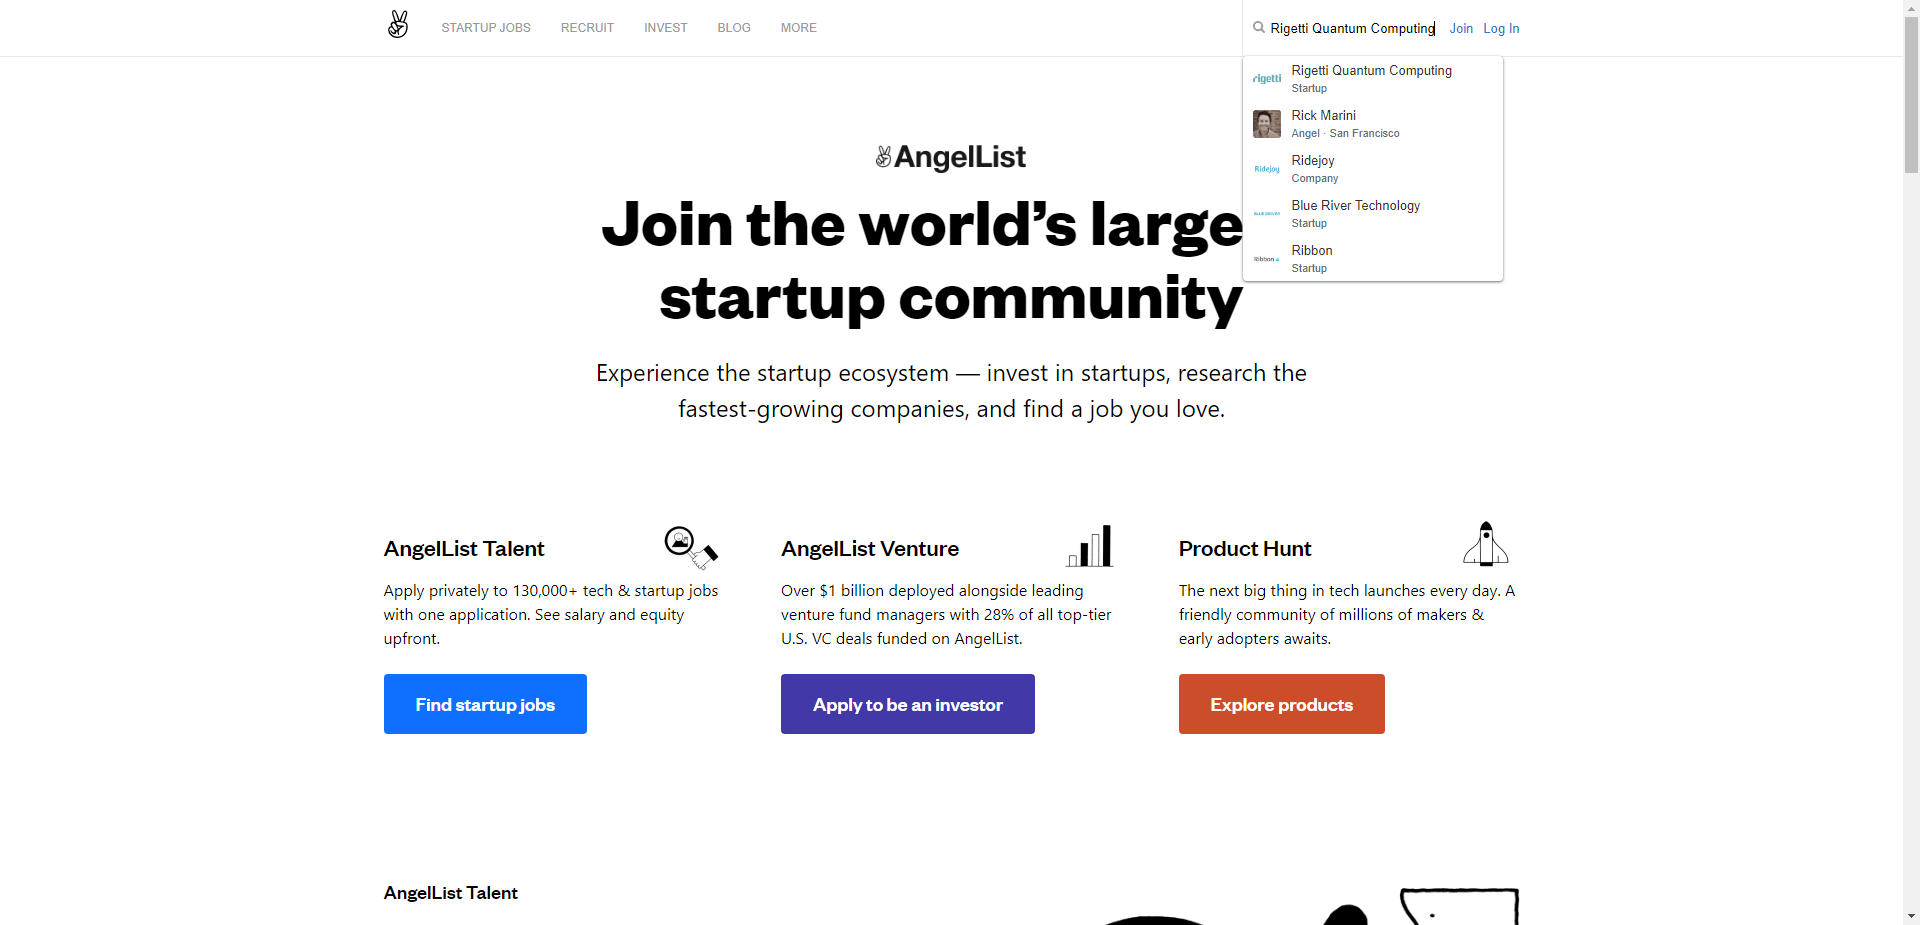 STARTUP JOBS RECRUIT INVEST BLOG MORE Rigetti Quantum Computing Join Log In
rigetti Rigetti Quantum Computing
Startup
Rick Marini
Angel · San Francisco
Ridejoy Ridejoy
Company
BLUE RIVER Blue River Technology
Startup
Ribbon Ribbon
Startup
AngelList
Join the world’s large
startup community
Experience the startup ecosystem — invest in startups, research the
fastest-growing companies, and find a job you love.
AngelList Talent
Apply privately to 130,000+ tech & startup jobs
with one application. See salary and equity
upfront.
Find startup jobs
AngelList Venture
Over $1 billion deployed alongside leading
venture fund managers with 28% of all top-tier
U.S. VC deals funded on AngelList.
Apply to be an investor
Product Hunt
The next big thing in tech launches every day. A
friendly community of millions of makers &
early adopters awaits.
Explore products
AngelList Talent